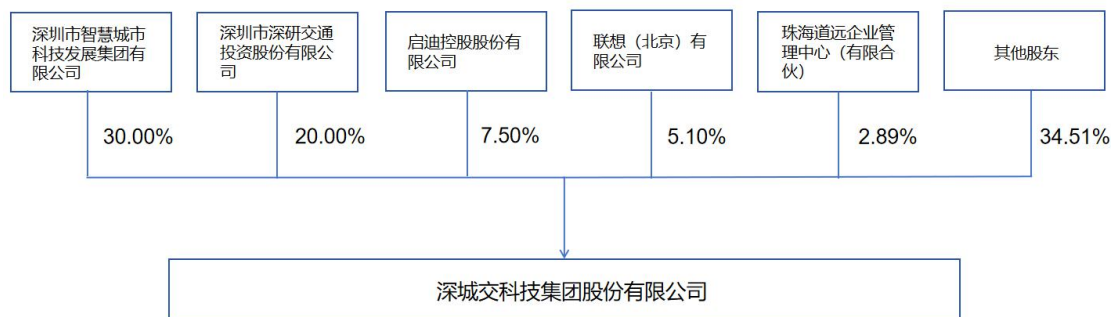 深圳市智慧城市
科技发展集团有
限公司
深圳市深研交通
投资股份有限公
司
启迪控股股份有
限公司
联想（北京）有
限公司
珠海道远企业管
理中心（有限合
伙）
其他股东
30.00%
20.00%
7.50%
5.10%
2.89%
34.51%
深城交科技集团股份有限公司